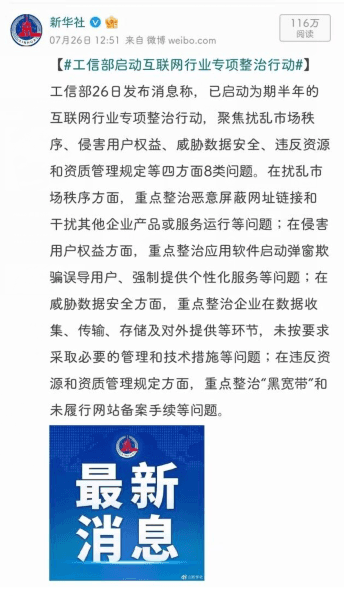 新华社
116万
阅读
07月26日 12:51 来自 微博 weibo.com
【#工信部启动互联网行业专项整治行动#】
工信部26日发布消息称，已启动为期半年的
互联网行业专项整治行动，聚焦扰乱市场秩
序、侵害用户权益、威胁数据安全、违反资源
和资质管理规定等四方面8类问题。在扰乱市
场秩序方面，重点整治恶意屏蔽网址链接和
干扰其他企业产品或服务运行等问题；在侵害
用户权益方面，重点整治应用软件启动弹窗欺
骗误导用户、强制提供个性化服务等问题；在
威胁数据安全方面，重点整治企业在数据收
集、传输、存储及对外提供等环节，未按要求
采取必要的管理和技术措施等问题；在违反资
源和资质管理规定方面，重点整治“黑宽带”和
未履行网站备案手续等问题。
最新
消息